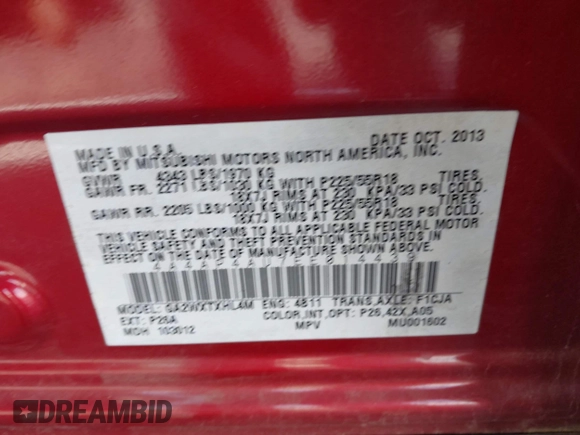 MADE IN U.S.A. DATE OCT. 2013
MFD BY MITSUBISHI MOTORS NORTH AMERICA, INC.
GVWR 4343 LBS/1970 KG
GAWR FR. 2271 LBS/1030 KG WITH P225/55R18 TIRES,
18X7J RIMS AT 230 KPA/33 PSI COLD.
GAWR RR. 2205 LBS/1000 KG WITH P225/55R18 TIRES,
18X7J RIMS AT 230 KPA/33 PSI COLD.
THIS VEHICLE CONFORMS TO ALL APPLICABLE FEDERAL MOTOR
VEHICLE SAFETY AND THEFT PREVENTION STANDARDS IN
EFFECT ON THE DATE OF MANUFACTURE SHOWN ABOVE.
MODEL: GA2WXTXHL4M ENG: 4B11 TRANS,AXLE: F1CJA
EXT: P26A COLOR,INT,OPT: P26,42X,A05
MDH 103012 MPV MU001602
DREAMBID